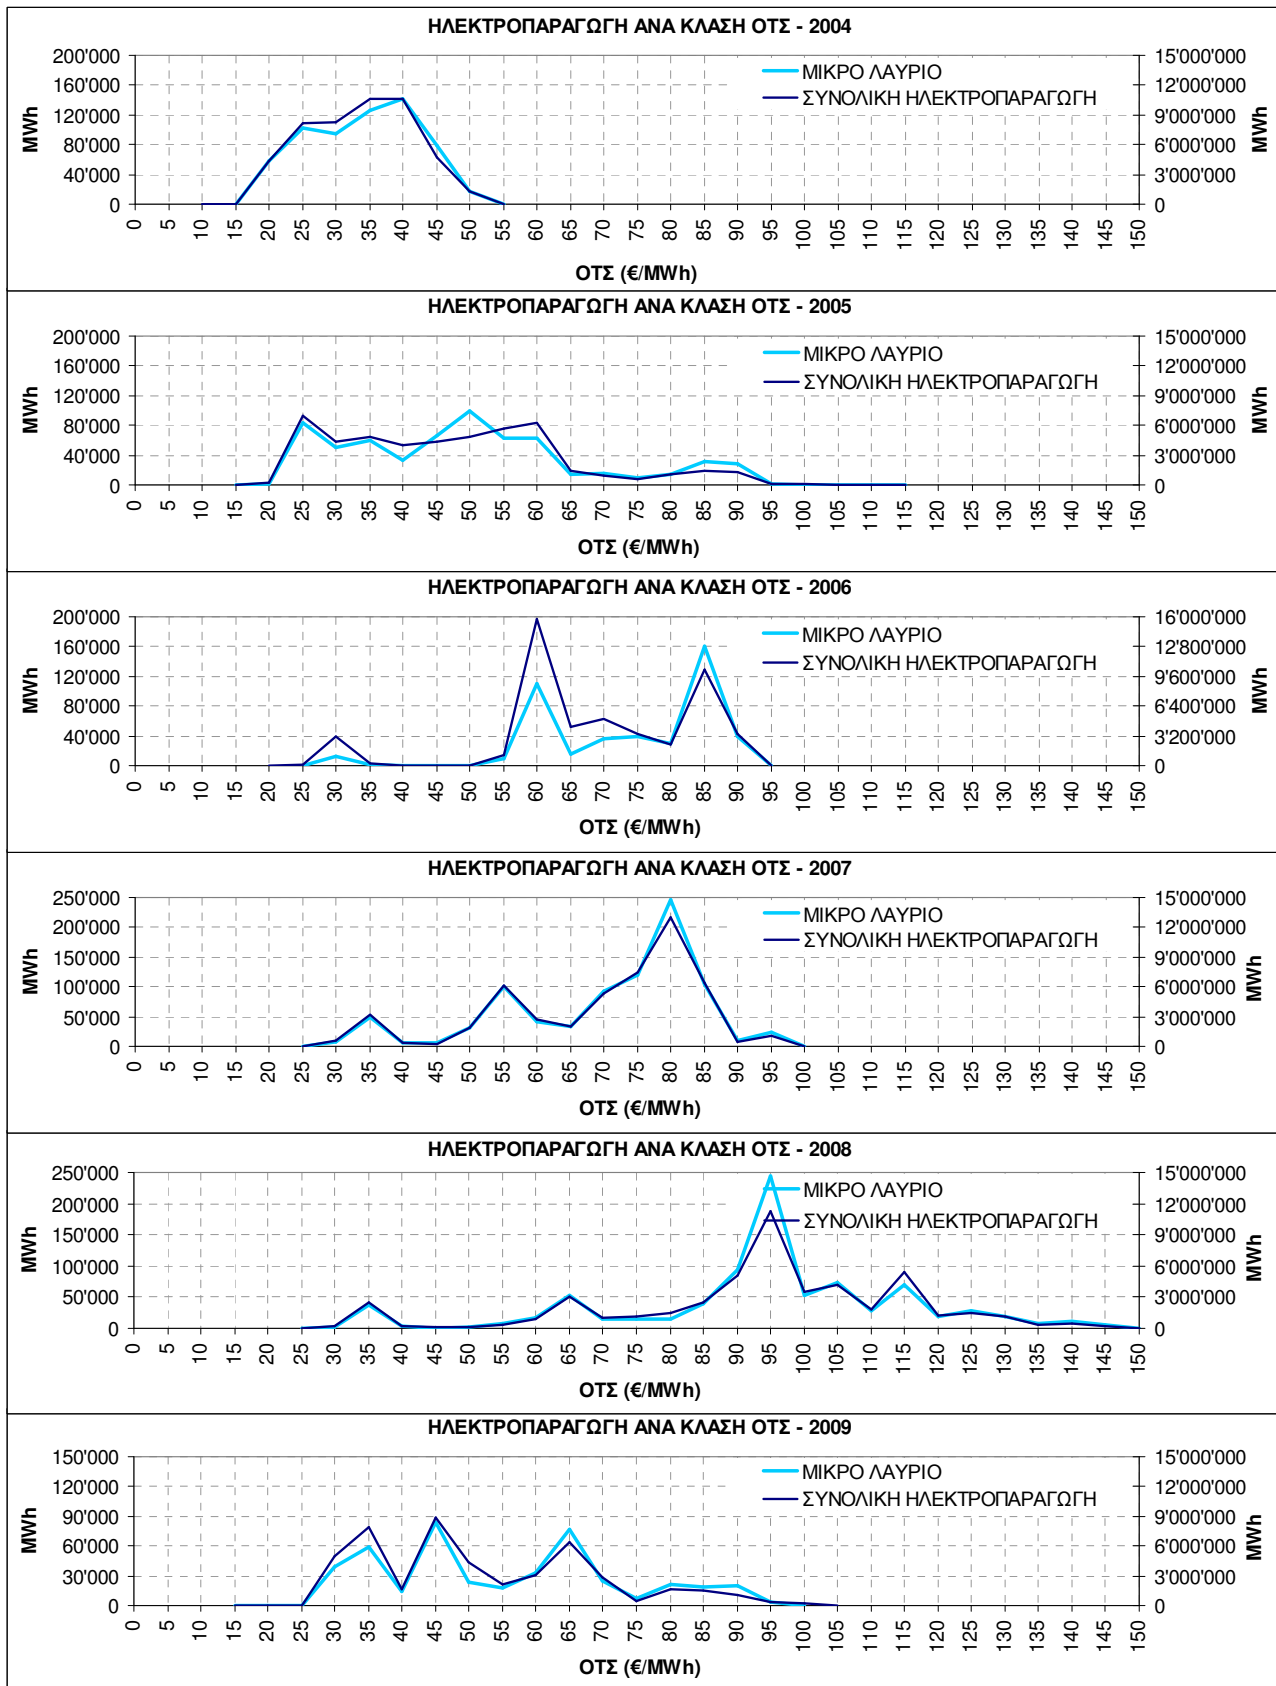 ΗΛΕΚΤΡΟΠΑΡΑΓΩΓΗ ΑΝΑ ΚΛΑΣΗ ΟΤΣ - 2004
200'000 15'000'000
160'000 ΜΙΚΡΟ ΛΑΥΡΙΟ 12'000'000
120'000 ΣΥΝΟΛΙΚΗ ΗΛΕΚΤΡΟΠΑΡΑΓΩΓΗ 9'000'000
MWh MWh
80'000 6'000'000
40'000 3'000'000
0 0
0 5 10 15 20 25 30 35 40 45 50 55 60 65 70 75 80 85 90 95 100 105 110 115 120 125 130 135 140 145 150
ΟΤΣ (€/MWh)
ΗΛΕΚΤΡΟΠΑΡΑΓΩΓΗ ΑΝΑ ΚΛΑΣΗ ΟΤΣ - 2005
200'000 15'000'000
160'000 ΜΙΚΡΟ ΛΑΥΡΙΟ 12'000'000
120'000 ΣΥΝΟΛΙΚΗ ΗΛΕΚΤΡΟΠΑΡΑΓΩΓΗ 9'000'000
MWh MWh
80'000 6'000'000
40'000 3'000'000
0 0
0 5 10 15 20 25 30 35 40 45 50 55 60 65 70 75 80 85 90 95 100 105 110 115 120 125 130 135 140 145 150
ΟΤΣ (€/MWh)
ΗΛΕΚΤΡΟΠΑΡΑΓΩΓΗ ΑΝΑ ΚΛΑΣΗ ΟΤΣ - 2006
200'000 16'000'000
160'000 ΜΙΚΡΟ ΛΑΥΡΙΟ 12'800'000
120'000 ΣΥΝΟΛΙΚΗ ΗΛΕΚΤΡΟΠΑΡΑΓΩΓΗ 9'600'000
MWh MWh
80'000 6'400'000
40'000 3'200'000
0 0
0 5 10 15 20 25 30 35 40 45 50 55 60 65 70 75 80 85 90 95 100 105 110 115 120 125 130 135 140 145 150
ΟΤΣ (€/MWh)
ΗΛΕΚΤΡΟΠΑΡΑΓΩΓΗ ΑΝΑ ΚΛΑΣΗ ΟΤΣ - 2007
250'000 15'000'000
200'000 ΜΙΚΡΟ ΛΑΥΡΙΟ 12'000'000
150'000 ΣΥΝΟΛΙΚΗ ΗΛΕΚΤΡΟΠΑΡΑΓΩΓΗ 9'000'000
MWh MWh
100'000 6'000'000
50'000 3'000'000
0 0
0 5 10 15 20 25 30 35 40 45 50 55 60 65 70 75 80 85 90 95 100 105 110 115 120 125 130 135 140 145 150
ΟΤΣ (€/MWh)
ΗΛΕΚΤΡΟΠΑΡΑΓΩΓΗ ΑΝΑ ΚΛΑΣΗ ΟΤΣ - 2008
250'000 15'000'000
200'000 ΜΙΚΡΟ ΛΑΥΡΙΟ 12'000'000
150'000 ΣΥΝΟΛΙΚΗ ΗΛΕΚΤΡΟΠΑΡΑΓΩΓΗ 9'000'000
MWh MWh
100'000 6'000'000
50'000 3'000'000
0 0
0 5 10 15 20 25 30 35 40 45 50 55 60 65 70 75 80 85 90 95 100 105 110 115 120 125 130 135 140 145 150
ΟΤΣ (€/MWh)
ΗΛΕΚΤΡΟΠΑΡΑΓΩΓΗ ΑΝΑ ΚΛΑΣΗ ΟΤΣ - 2009
150'000 15'000'000
120'000 ΜΙΚΡΟ ΛΑΥΡΙΟ 12'000'000
90'000 ΣΥΝΟΛΙΚΗ ΗΛΕΚΤΡΟΠΑΡΑΓΩΓΗ 9'000'000
MWh MWh
60'000 6'000'000
30'000 3'000'000
0 0
0 5 10 15 20 25 30 35 40 45 50 55 60 65 70 75 80 85 90 95 100 105 110 115 120 125 130 135 140 145 150
ΟΤΣ (€/MWh)